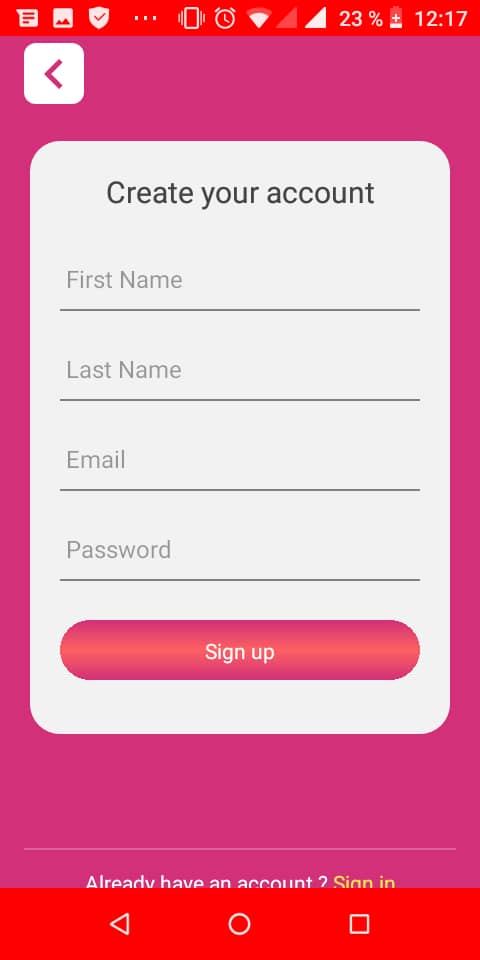 23 % 12:17
Create your account
First Name
Last Name
Email
Password
Sign up
Already have an account ? Sign in